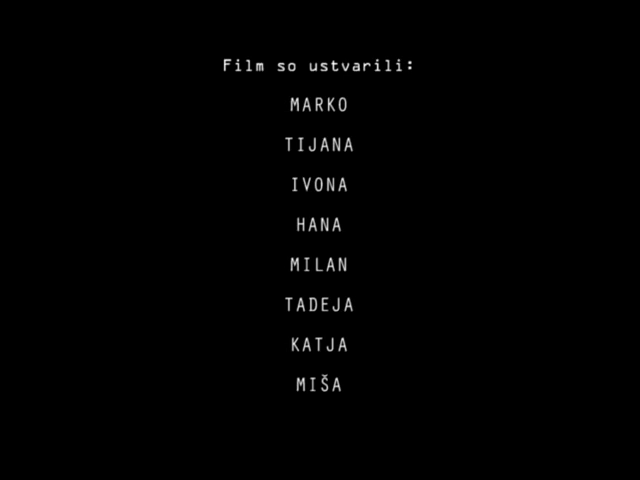 Film so ustvarili:
MARKO
TIJANA
IVONA
HANA
MILAN
TADEJA
KATJA
MIŠA